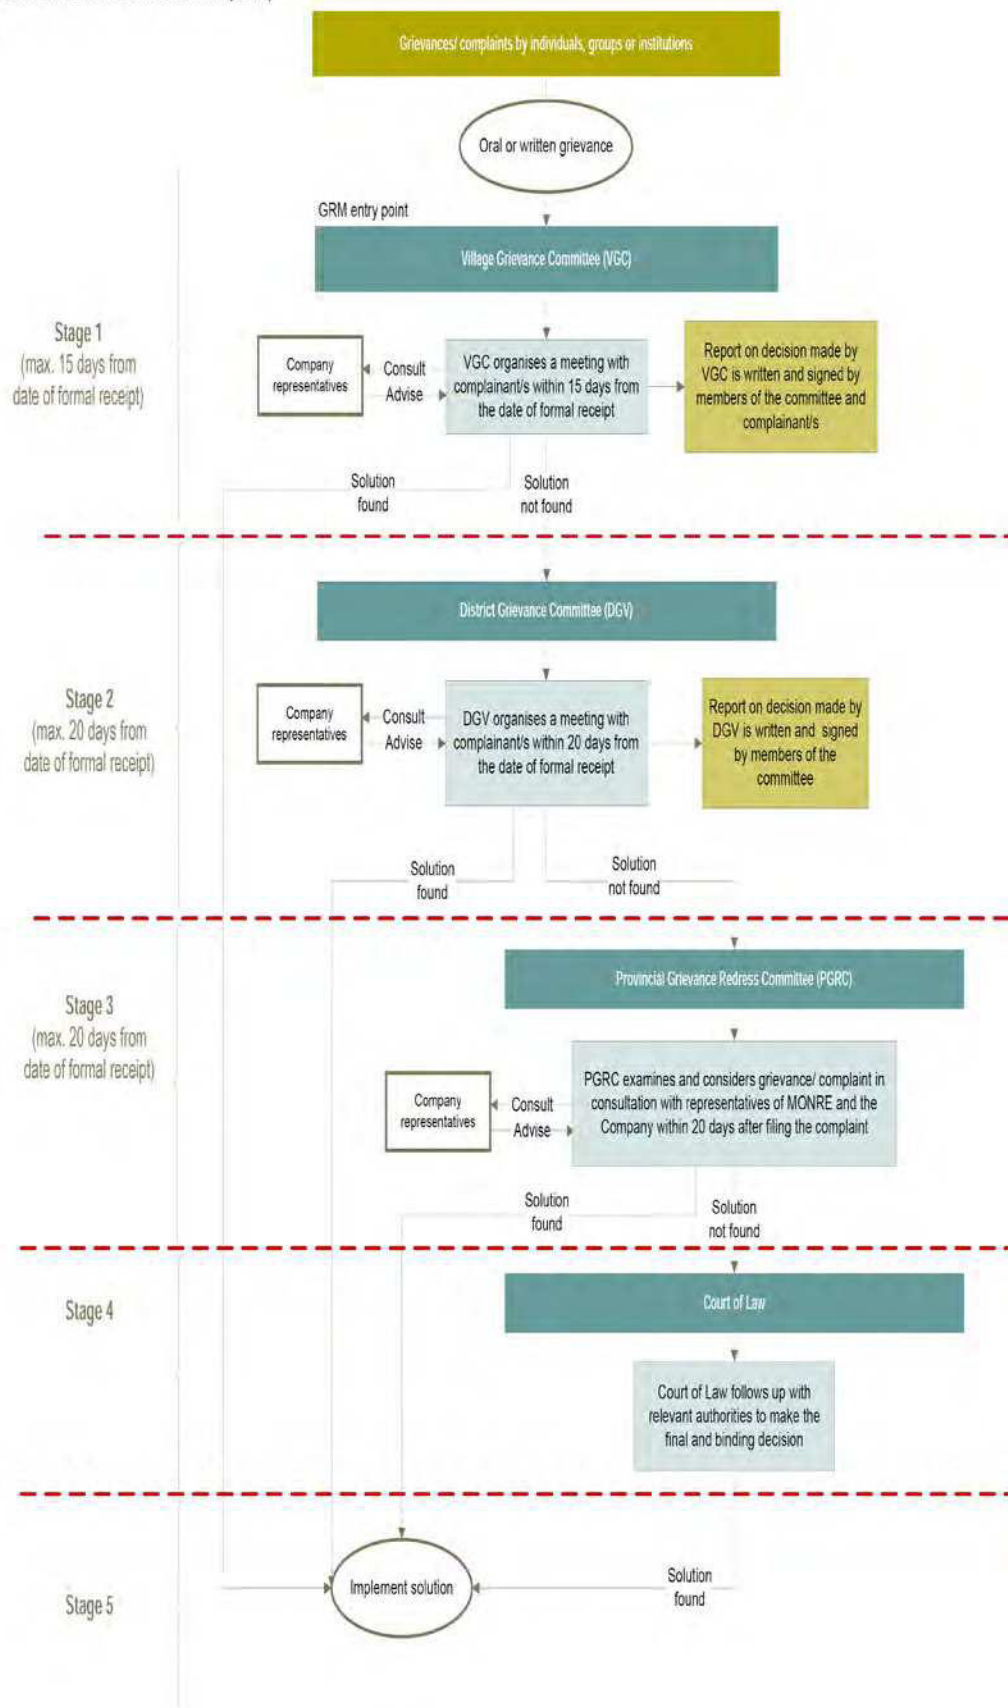 Grievances/ complaints by individuals, groups or institutions
Oral or written grievance
GRM entry point
Village Grievance Committee (VGC)
Stage 1
(max. 15 days from
date of formal receipt)
Company
representatives
Consult
Advise
VGC organises a meeting with
complainant/s within 15 days from
the date of formal receipt
Report on decision made by
VGC is written and signed by
members of the committee and
complainant/s
Solution
found
Solution
not found
District Grievance Committee (DGV)
Stage 2
(max. 20 days from
date of formal receipt)
Company
representatives
Consult
Advise
DGV organises a meeting with
complainant/s within 20 days from
the date of formal receipt
Report on decision made by
DGV is written and signed
by members of the
committee
Solution
found
Solution
not found
Provincial Grievance Redress Committee (PGRC)
Stage 3
(max. 20 days from
date of formal receipt)
Company
representatives
Consult
Advise
PGRC examines and considers grievance/ complaint in
consultation with representatives of MONRE and the
Company within 20 days after filing the complaint
Solution
found
Solution
not found
Stage 4
Court of Law
Court of Law follows up with
relevant authorities to make the
final and binding decision
Stage 5
Implement solution
Solution
found